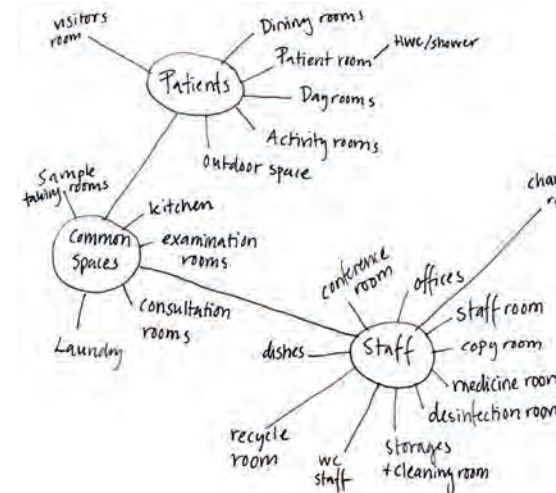 visitors
room
Dining rooms
Patient room
HWC/shower
Patients
Dayrooms
Activity rooms
outdoor space
Sample
taking rooms
kitchen
Common
Spaces
examination
rooms
consultation
rooms
Laundry
conference
room
offices
staff room
Staff
copy room
dishes
medicine room
desinfection room
recycle
room
wc
staff
storages
+cleaning room